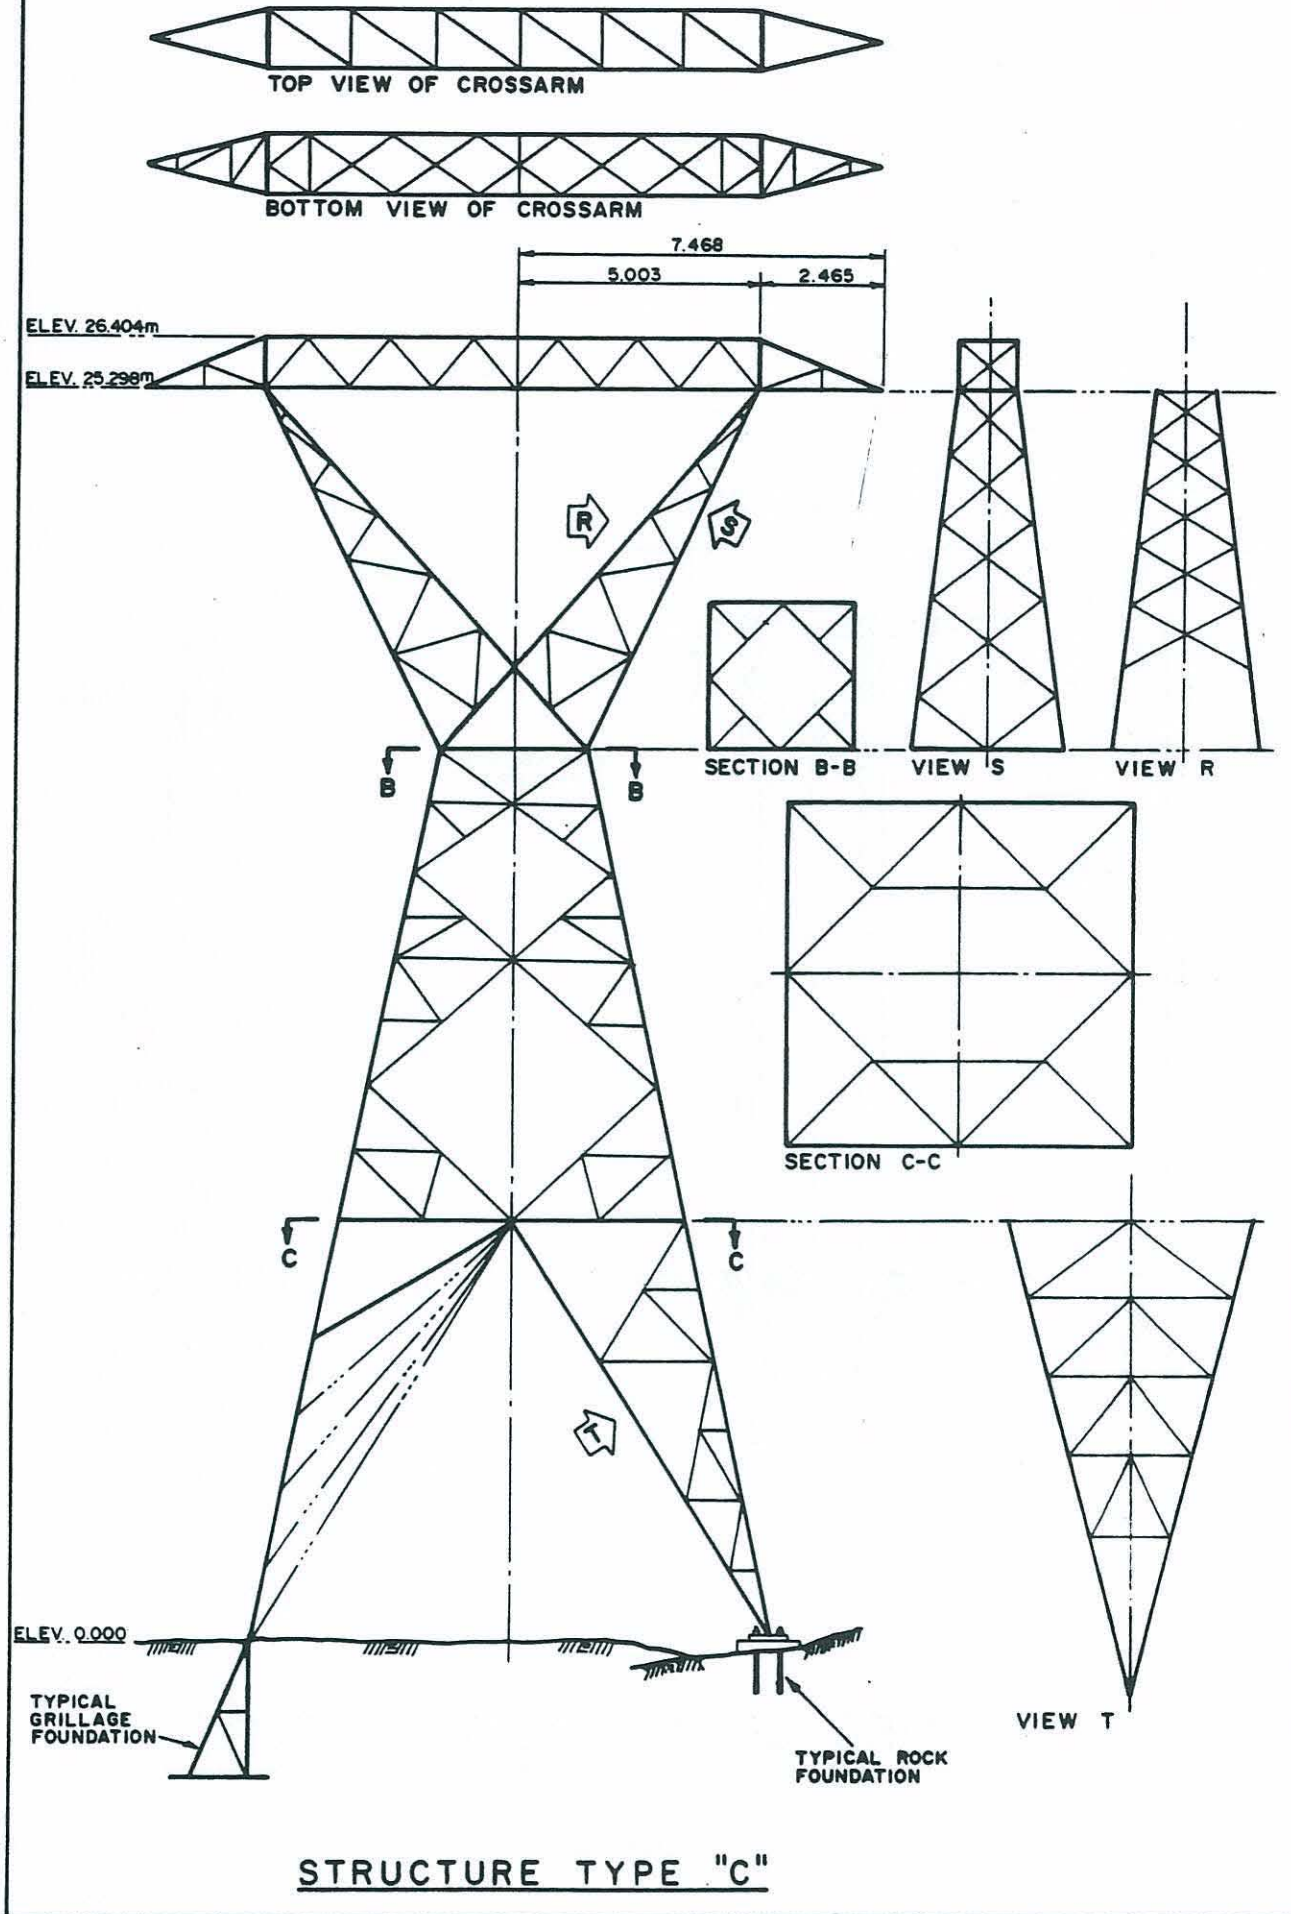 TOP VIEW OF CROSSARM
BOTTOM VIEW OF CROSSARM
7.468
5.003
2.465
ELEV. 26.404m
ELEV. 25.298m
R
S
B
B
SECTION B-B
VIEW S
VIEW R
SECTION C-C
C
C
T
ELEV. 0.000
TYPICAL
GRILLAGE
FOUNDATION
VIEW T
TYPICAL ROCK
FOUNDATION
STRUCTURE TYPE "C"